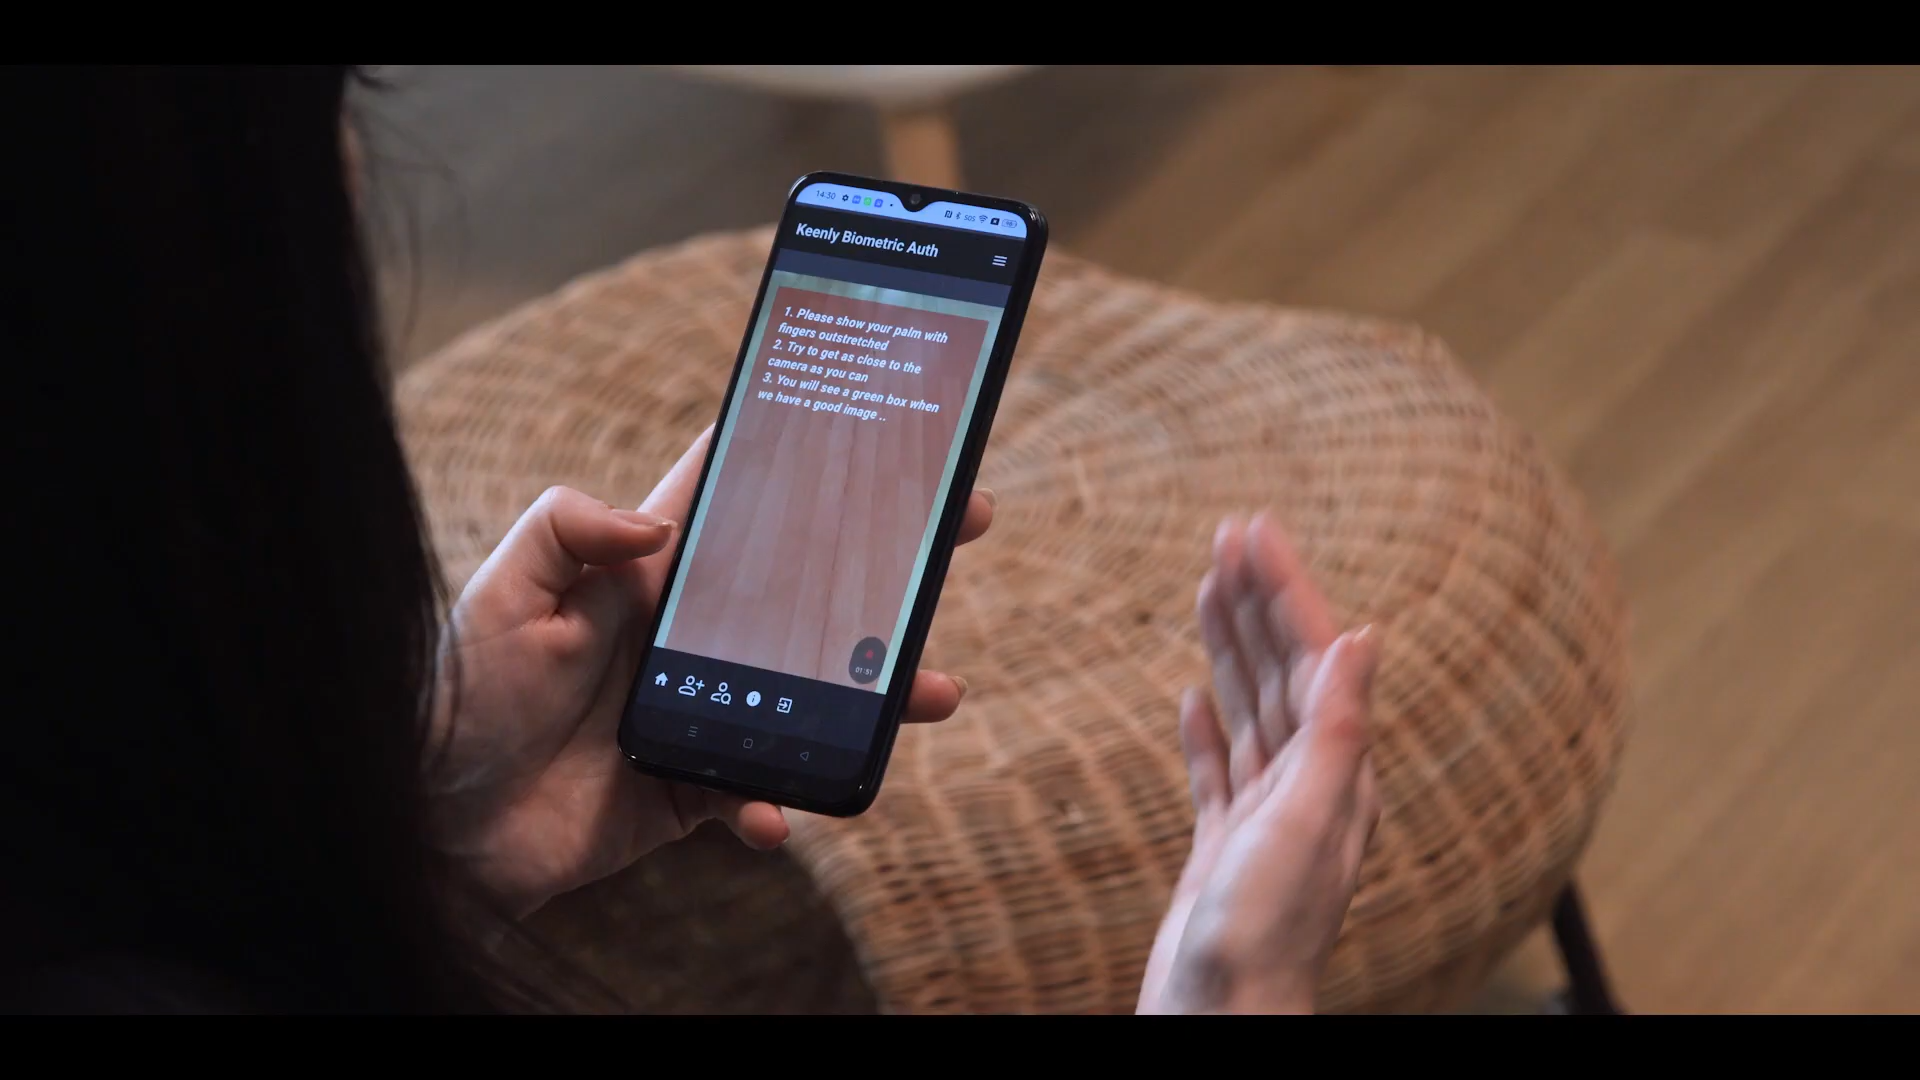 14:30
SOS
Keenly Biometric Auth
1. Please show your palm with
fingers outstretched
2. Try to get as close to the
camera as you can
3. You will see a green box when
we have a good image ..
01:51